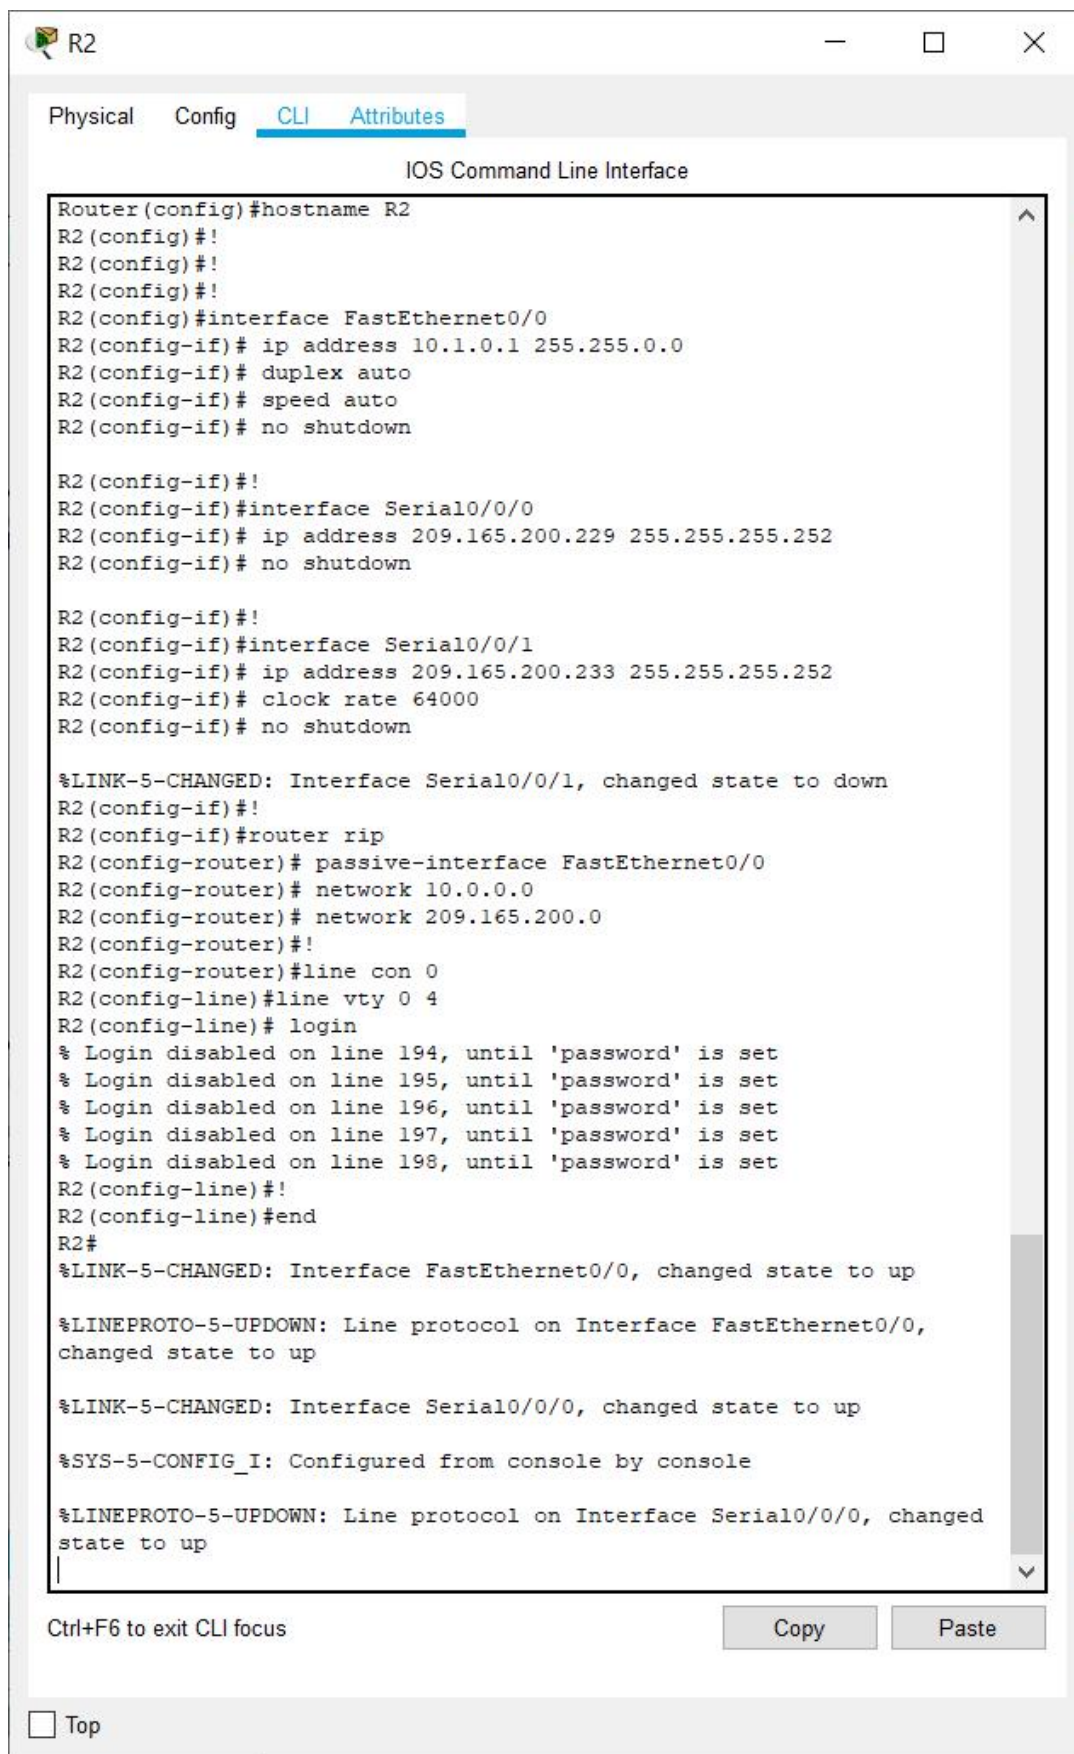 R2
Physical Config CLI Attributes
IOS Command Line Interface
Router(config)#hostname R2
R2(config)#!
R2(config)#!
R2(config)#!
R2(config)#interface FastEthernet0/0
R2(config-if)# ip address 10.1.0.1 255.255.0.0
R2(config-if)# duplex auto
R2(config-if)# speed auto
R2(config-if)# no shutdown
R2(config-if)#!
R2(config-if)#interface Serial0/0/0
R2(config-if)# ip address 209.165.200.229 255.255.255.252
R2(config-if)# no shutdown
R2(config-if)#!
R2(config-if)#interface Serial0/0/1
R2(config-if)# ip address 209.165.200.233 255.255.255.252
R2(config-if)# clock rate 64000
R2(config-if)# no shutdown
%LINK-5-CHANGED: Interface Serial0/0/1, changed state to down
R2(config-if)#!
R2(config-if)#router rip
R2(config-router)# passive-interface FastEthernet0/0
R2(config-router)# network 10.0.0.0
R2(config-router)# network 209.165.200.0
R2(config-router)#!
R2(config-router)#line con 0
R2(config-line)#line vty 0 4
R2(config-line)# login
% Login disabled on line 194, until 'password' is set
% Login disabled on line 195, until 'password' is set
% Login disabled on line 196, until 'password' is set
% Login disabled on line 197, until 'password' is set
% Login disabled on line 198, until 'password' is set
R2(config-line)#!
R2(config-line)#end
R2#
%LINK-5-CHANGED: Interface FastEthernet0/0, changed state to up
%LINEPROTO-5-UPDOWN: Line protocol on Interface FastEthernet0/0,
changed state to up
%LINK-5-CHANGED: Interface Serial0/0/0, changed state to up
%SYS-5-CONFIG_I: Configured from console by console
%LINEPROTO-5-UPDOWN: Line protocol on Interface Serial0/0/0, changed
state to up
Ctrl+F6 to exit CLI focus Copy Paste
Top